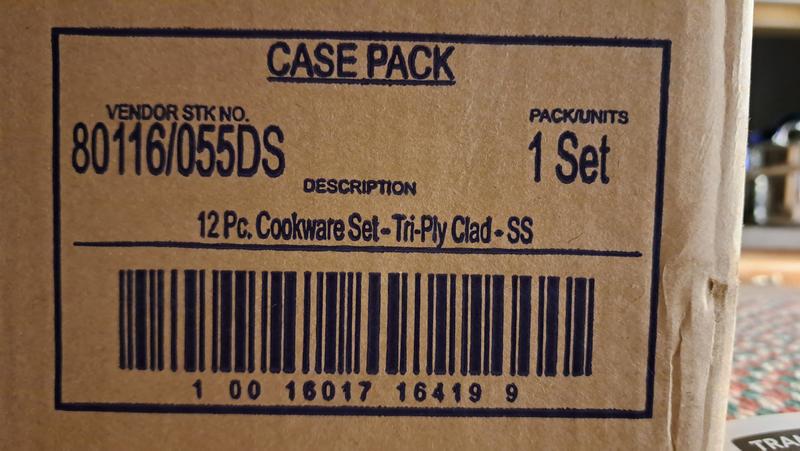 CASE PACK
VENDOR STK NO. PACK/UNITS
80116/055DS 1 Set
DESCRIPTION
12 Pc. Cookware Set - Tri-Ply Clad - SS
1 00 16017 16419 9